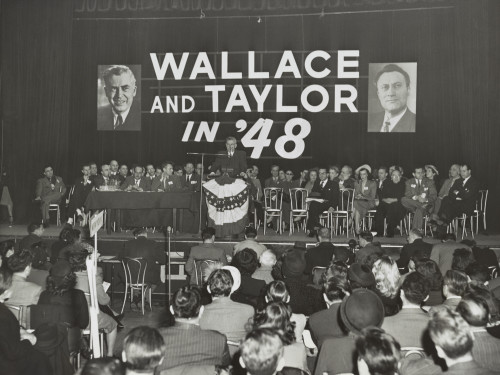 WALLACE
AND TAYLOR
IN '48